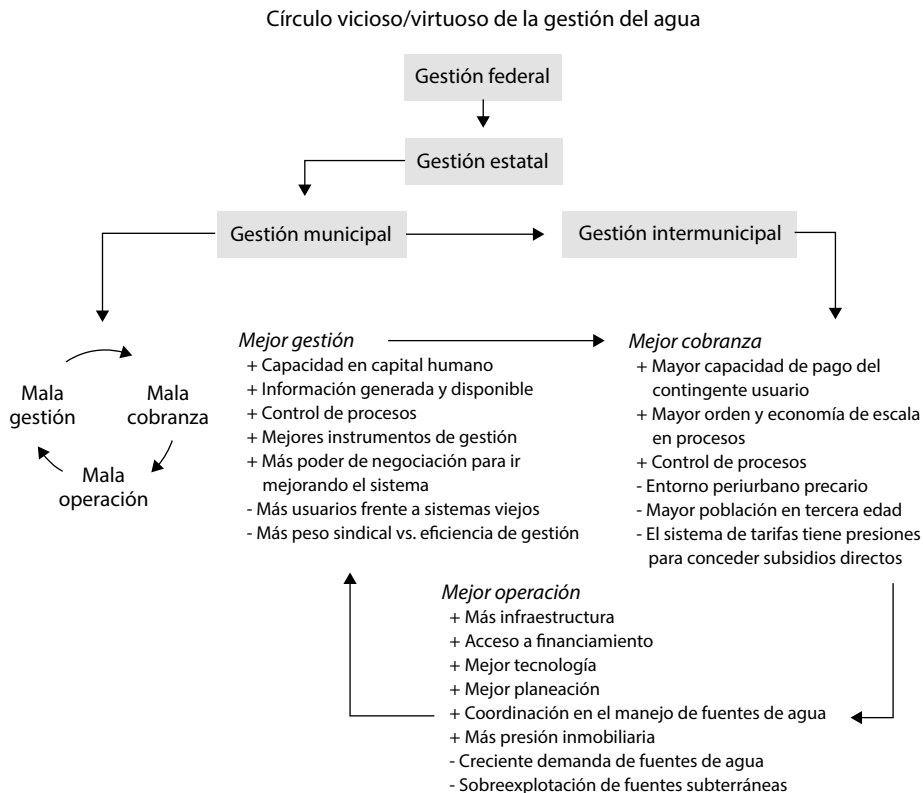 Círculo vicioso/virtuoso de la gestión del agua
Gestión federal
Gestión estatal
Gestión municipal
Gestión intermunicipal
Mala
gestión
Mala
cobranza
Mala
operación
Mejor gestión
+ Capacidad en capital humano
+ Información generada y disponible
+ Control de procesos
+ Mejores instrumentos de gestión
+ Más poder de negociación para ir
mejorando el sistema
- Más usuarios frente a sistemas viejos
- Más peso sindical vs. eficiencia de gestión
Mejor cobranza
+ Mayor capacidad de pago del
contingente usuario
+ Mayor orden y economía de escala
en procesos
+ Control de procesos
- Entorno periurbano precario
- Mayor población en tercera edad
- El sistema de tarifas tiene presiones
para conceder subsidios directos
Mejor operación
+ Más infraestructura
+ Acceso a financiamiento
+ Mejor tecnología
+ Mejor planeación
+ Coordinación en el manejo de fuentes de agua
+ Más presión inmobiliaria
- Creciente demanda de fuentes de agua
- Sobreexplotación de fuentes subterráneas